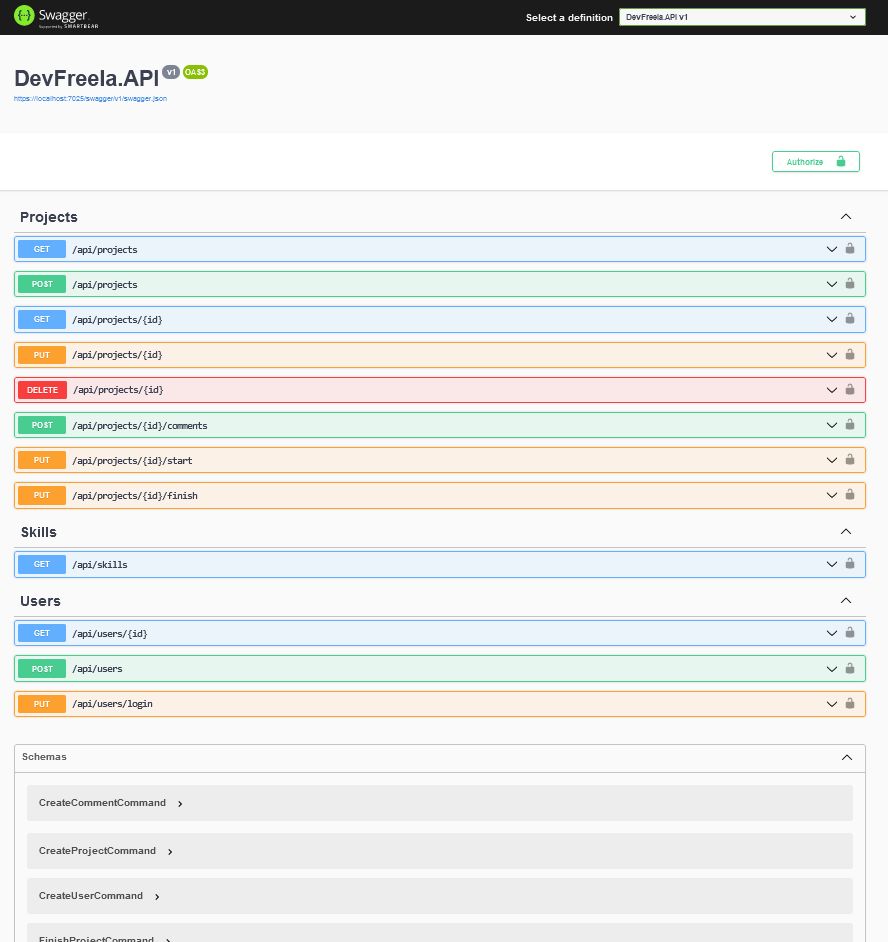 Swagger.
Supported by SMARTBEAR
Select a definition
DevFreela.API v1
DevFreela.API v1 OAS3
https://localhost:7025/swagger/v1/swagger.json
Authorize
Projects
GET /api/projects
POST /api/projects
GET /api/projects/{id}
PUT /api/projects/{id}
DELETE /api/projects/{id}
POST /api/projects/{id}/comments
PUT /api/projects/{id}/start
PUT /api/projects/{id}/finish
Skills
GET /api/skills
Users
GET /api/users/{id}
POST /api/users
PUT /api/users/login
Schemas
CreateCommentCommand
CreateProjectCommand
CreateUserCommand
FinishProjectCommand